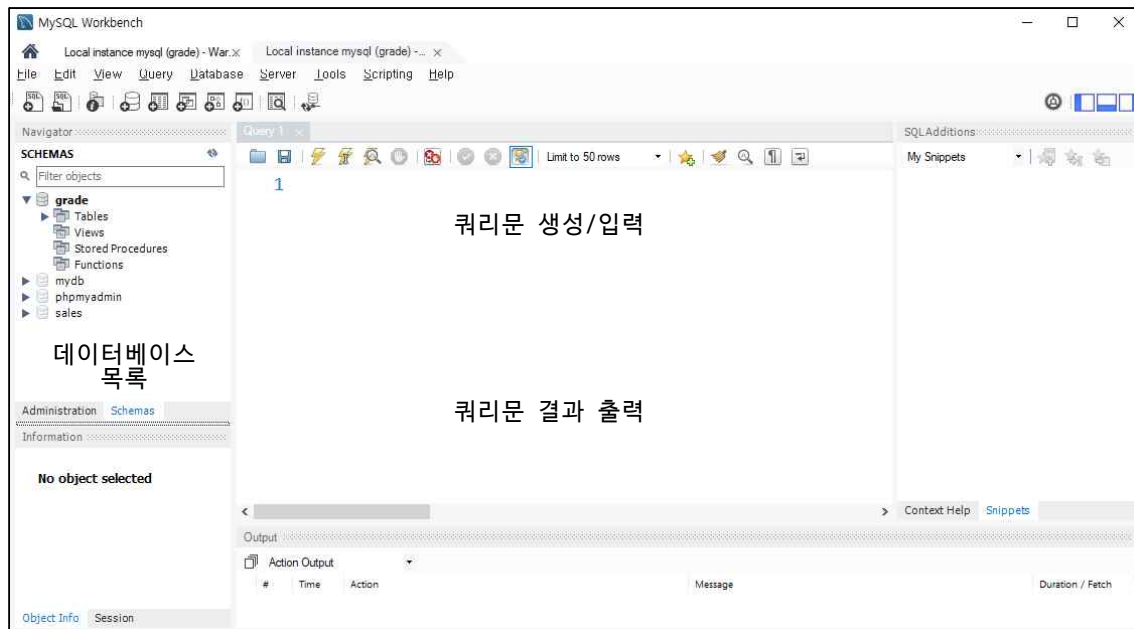 MySQL Workbench
Local instance mysql (grade) - War.x
Local instance mysql (grade) -... x
File Edit View Query Database Server Tools Scripting Help
Navigator
SCHEMAS
Filter objects
grade
Tables
Views
Stored Procedures
Functions
mydb
phpmyadmin
sales
데이터베이스
목록
Administration Schemas
Information
No object selected
Object Info Session
Query 1 x
Limit to 50 rows
1
쿼리문 생성/입력
쿼리문 결과 출력
SQLAdditions
My Snippets
Context Help Snippets
Output
Action Output
# Time Action Message Duration / Fetch